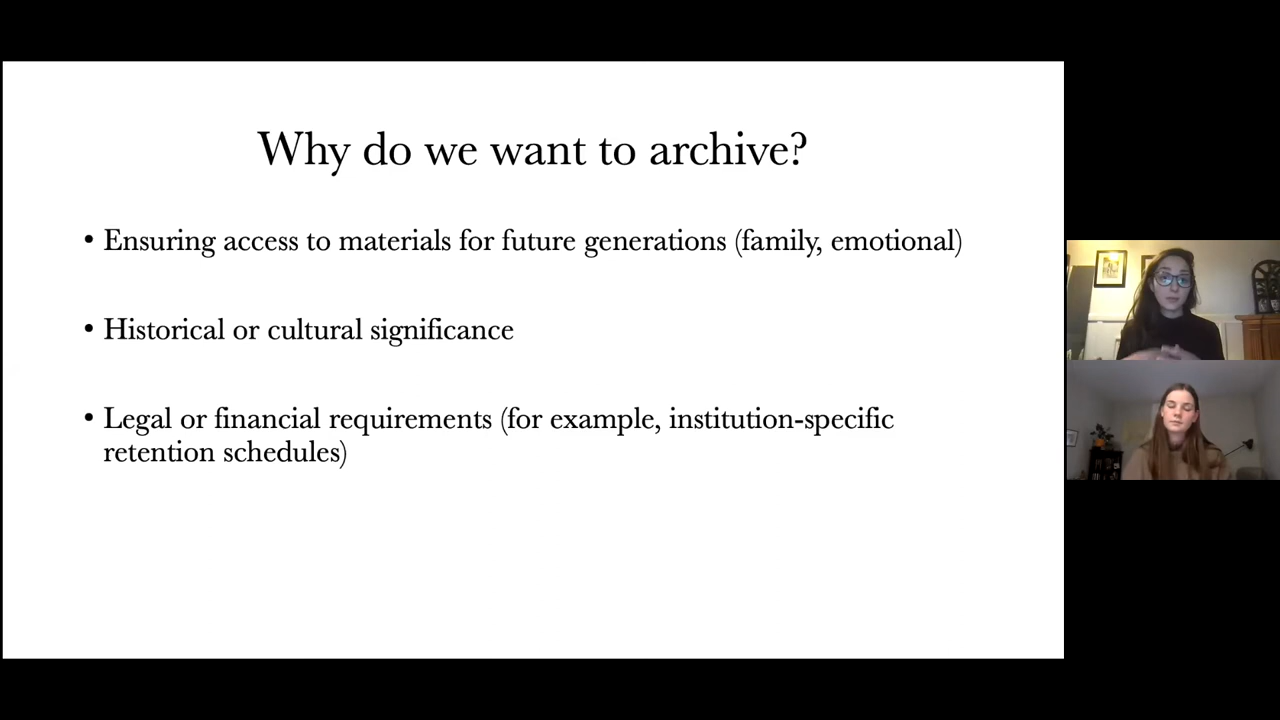 Why do we want to archive?
• Ensuring access to materials for future generations (family, emotional)
• Historical or cultural significance
• Legal or financial requirements (for example, institution-specific
retention schedules)